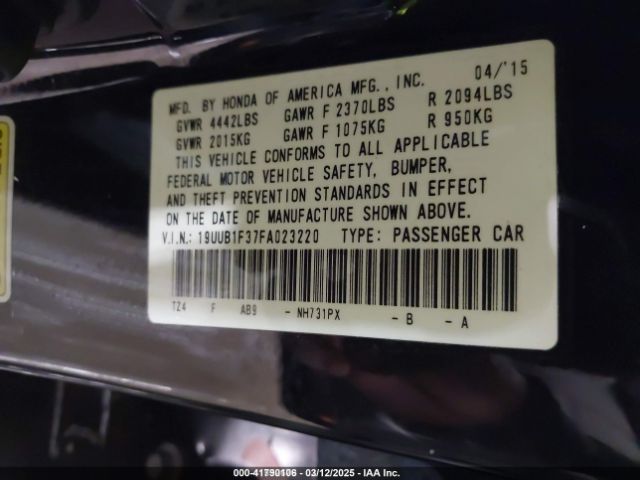 MFD. BY HONDA OF AMERICA MFG., INC. 04/'15
GVWR 4442LBS GAWR F 2370LBS R 2094LBS
GVWR 2015KG GAWR F 1075KG R 950KG
THIS VEHICLE CONFORMS TO ALL APPLICABLE
FEDERAL MOTOR VEHICLE SAFETY, BUMPER,
AND THEFT PREVENTION STANDARDS IN EFFECT
ON THE DATE OF MANUFACTURE SHOWN ABOVE.
V.I.N.: 19UUB1F37FA023220 TYPE: PASSENGER CAR
TZ4 F AB9 - NH731PX - B - A
000-41790106 - 03/12/2025 - IAA Inc.